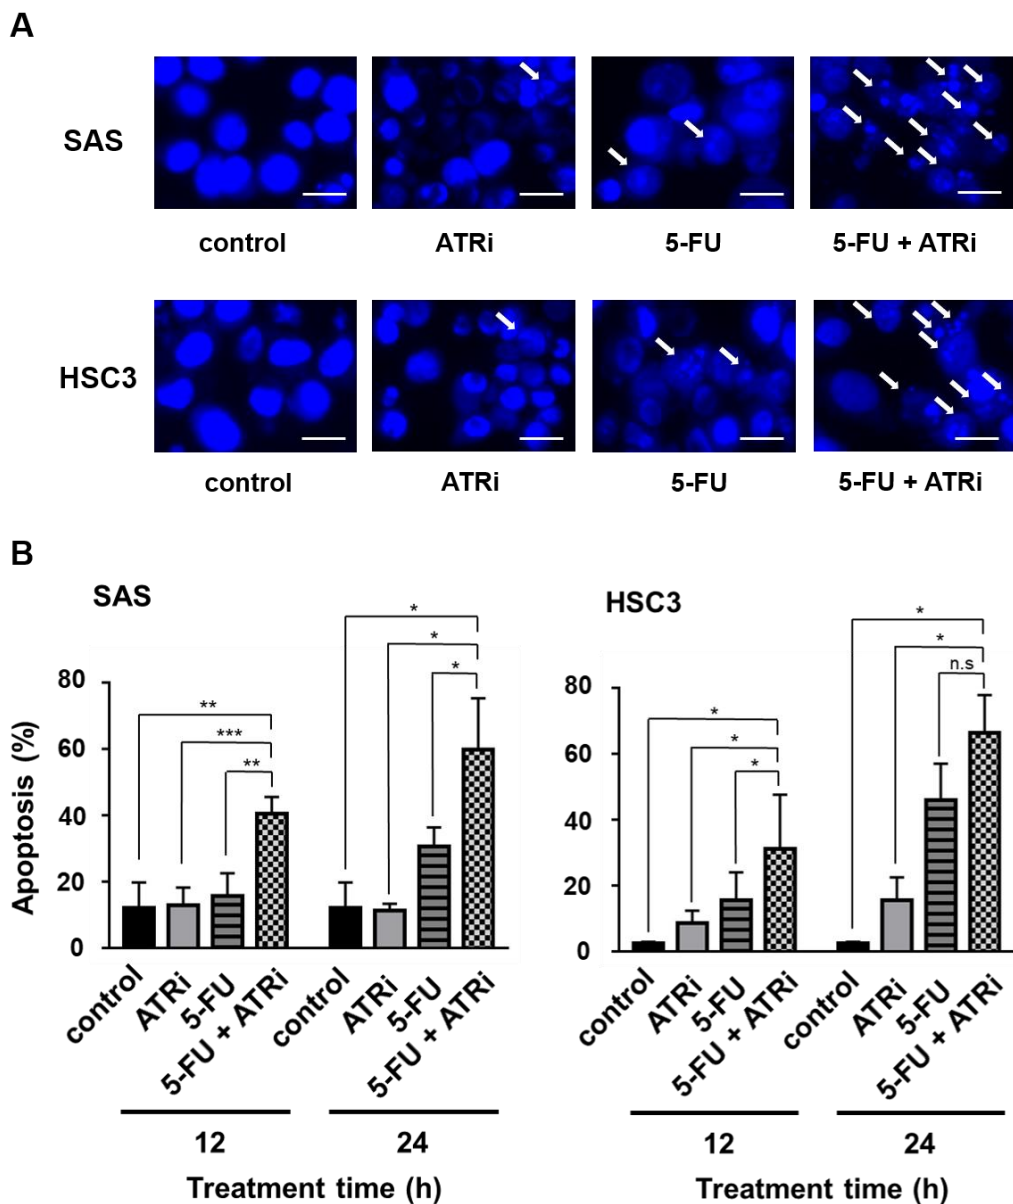 A
SAS
control ATRi 5-FU 5-FU + ATRi
HSC3
control ATRi 5-FU 5-FU + ATRi
B
SAS
Apoptosis (%)
80
60
40
20
0
** *** ** * * *
control ATRi 5-FU 5-FU + ATRi control ATRi 5-FU 5-FU + ATRi
12 24
Treatment time (h)
HSC3
80
60
40
20
0
* * * * * n.s
control ATRi 5-FU 5-FU + ATRi control ATRi 5-FU 5-FU + ATRi
12 24
Treatment time (h)